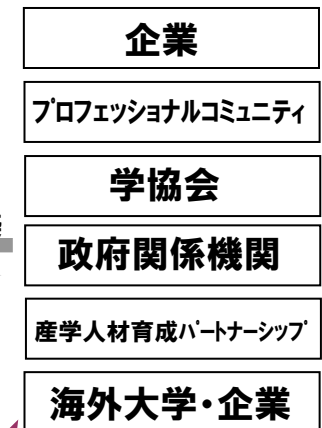 企業
プロフェッショナルコミュニティ
学協会
政府関係機関
産学人材育成パートナーシップ
海外大学・企業